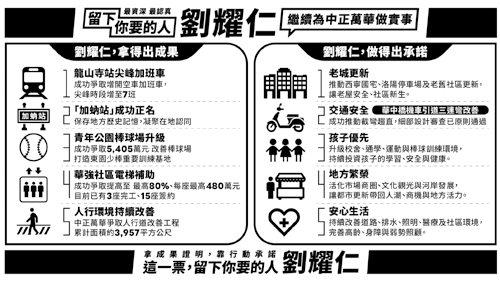 留下你要的人
最資深 最認真
劉耀仁
繼續為中正萬華做實事
劉耀仁,拿得出成果
龍山寺站尖峰加班車
成功爭取增開空車加班車,
尖峰時段增至7班
加蚋站
「加蚋站」成功正名
保存地方歷史記憶,凝聚在地認同
青年公園棒球場升級
成功爭取5,405萬元 改善棒球場
打造東園少棒重要訓練基地
華強社區電梯補助
成功爭取提高至 最高80%、每座最高480萬元
目前已有3座完工、15座簽約
人行環境持續改善
中正萬華爭取人行道改善工程
累計面積約3,957平方公尺
劉耀仁,做得出承諾
老城更新
推動西寧國宅、洛陽停車場及老舊社區更新,
讓老屋安全、社區新生。
交通安全
成功推動截彎趨直,細部設計審查已原則通過
孩子優先
升級校舍、通學、運動與棒球訓練環境,
持續投資孩子的學習、安全與健康。
地方繁榮
活化市場商圈、文化觀光與河岸發展,
讓都市更新帶回人潮、商機與地方活力。
安心生活
持續改善道路、排水、照明、醫療及社區環境,
完善高齡、身障與弱勢照顧。
拿成果證明,靠行動承諾
這一票,留下你要的人 劉耀仁